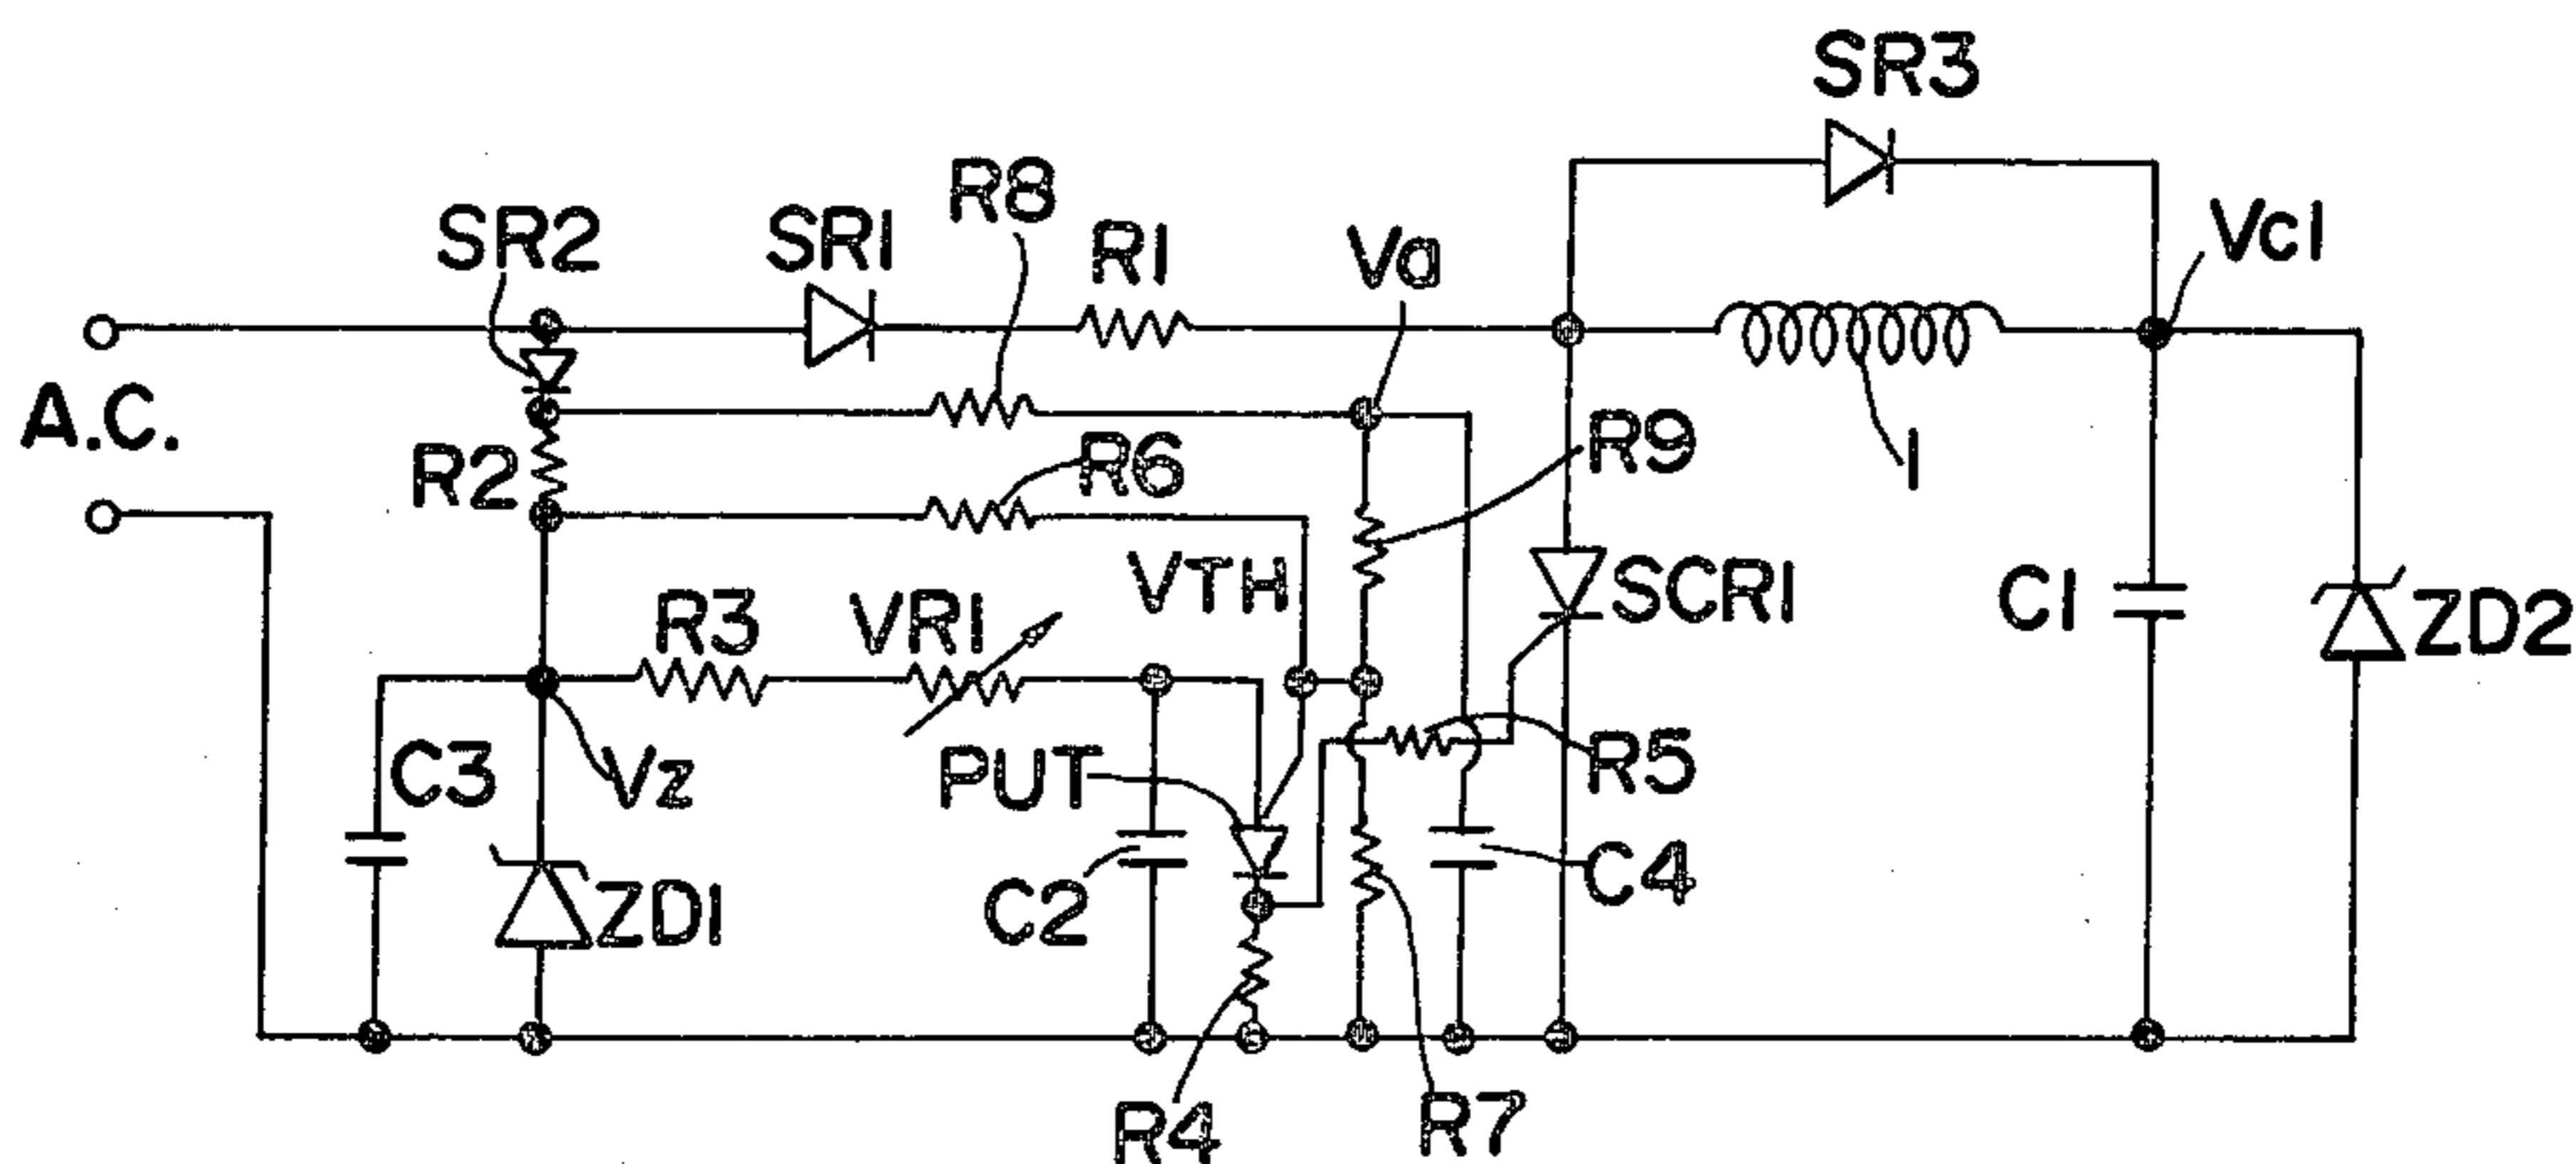 SR3
R8
SR2
SR1
R1
Va
Vc1
A.C.
R2
R6
R9
1
VTH
R3
VR1
SCR1
C1
ZD2
C3
Vz
PUT
R5
C2
ZD1
C4
R4
R7